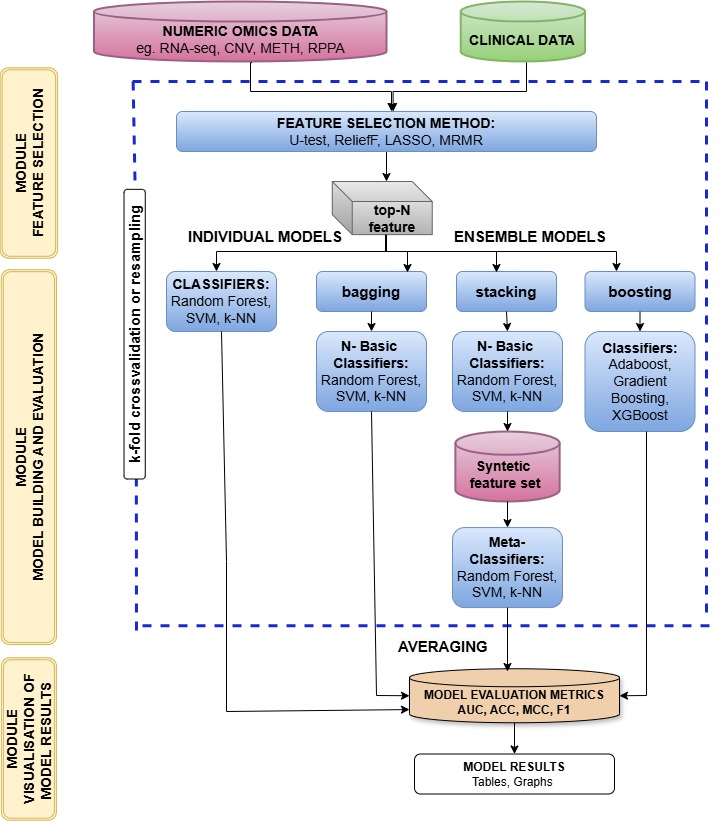 NUMERIC OMICS DATA
eg. RNA-seq, CNV, METH, RPPA
CLINICAL DATA
MODULE
FEATURE SELECTION
FEATURE SELECTION METHOD:
U-test, ReliefF, LASSO, MRMR
top-N
feature
k-fold crossvalidation or resampling
INDIVIDUAL MODELS
ENSEMBLE MODELS
MODULE
MODEL BUILDING AND EVALUATION
CLASSIFIERS:
Random Forest,
SVM, k-NN
bagging
N- Basic
Classifiers:
Random Forest,
SVM, k-NN
stacking
N- Basic
Classifiers:
Random Forest,
SVM, k-NN
Syntetic
feature set
Meta-
Classifiers:
Random Forest,
SVM, k-NN
boosting
Classifiers:
Adaboost,
Gradient
Boosting,
XGBoost
AVERAGING
MODULE
VISUALISATION OF
MODEL RESULTS
MODEL EVALUATION METRICS
AUC, ACC, MCC, F1
MODEL RESULTS
Tables, Graphs